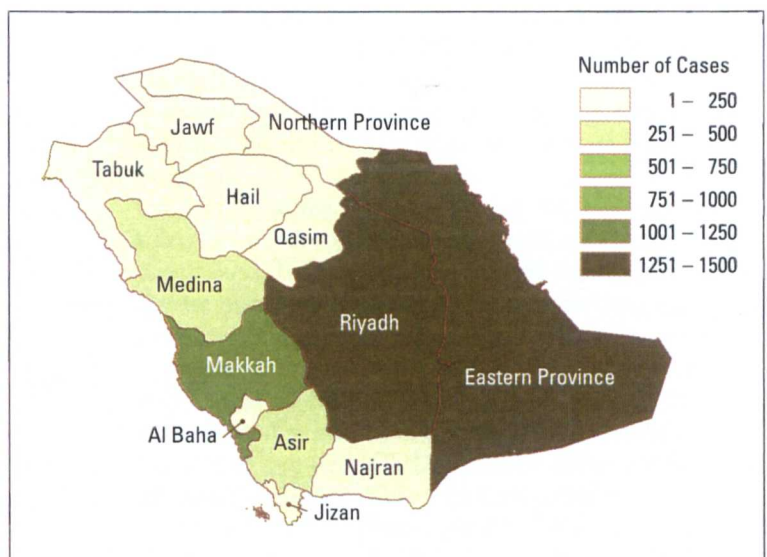 Number of Cases
1 – 250
251 – 500
501 – 750
751 – 1000
1001 – 1250
1251 – 1500
Jawf
Northern Province
Tabuk
Hail
Qasim
Medina
Riyadh
Makkah
Eastern Province
Al Baha
Asir
Najran
Jizan